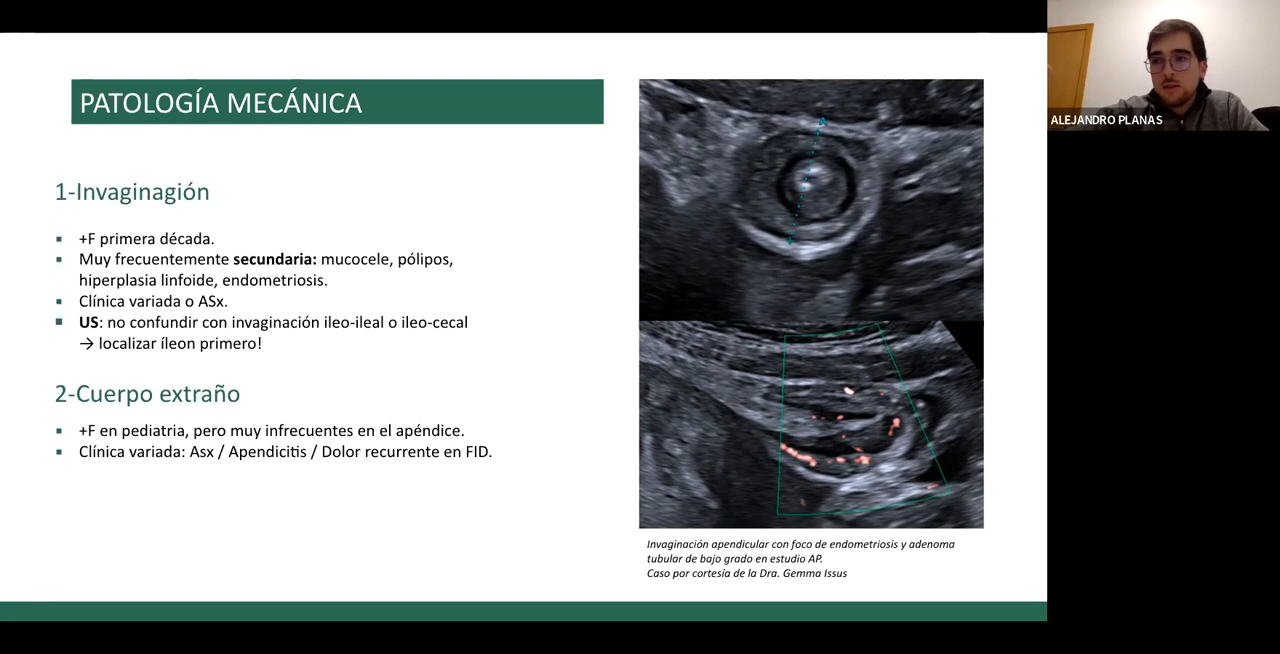 PATOLOGÍA MECÁNICA
1-Invaginagión
▪ +F primera década.
▪ Muy frecuentemente secundaria: mucocele, pólipos,
hiperplasia linfoide, endometriosis.
▪ Clínica variada o ASx.
▪ US: no confundir con invaginación ileo-ileal o ileo-cecal
→ localizar íleon primero!
2-Cuerpo extraño
▪ +F en pediatria, pero muy infrecuentes en el apéndice.
▪ Clínica variada: Asx / Apendicitis / Dolor recurrente en FID.
Invaginación apendicular con foco de endometriosis y adenoma
tubular de bajo grado en estudio AP.
Caso por cortesía de la Dra. Gemma Issus
ALEJANDRO PLANAS